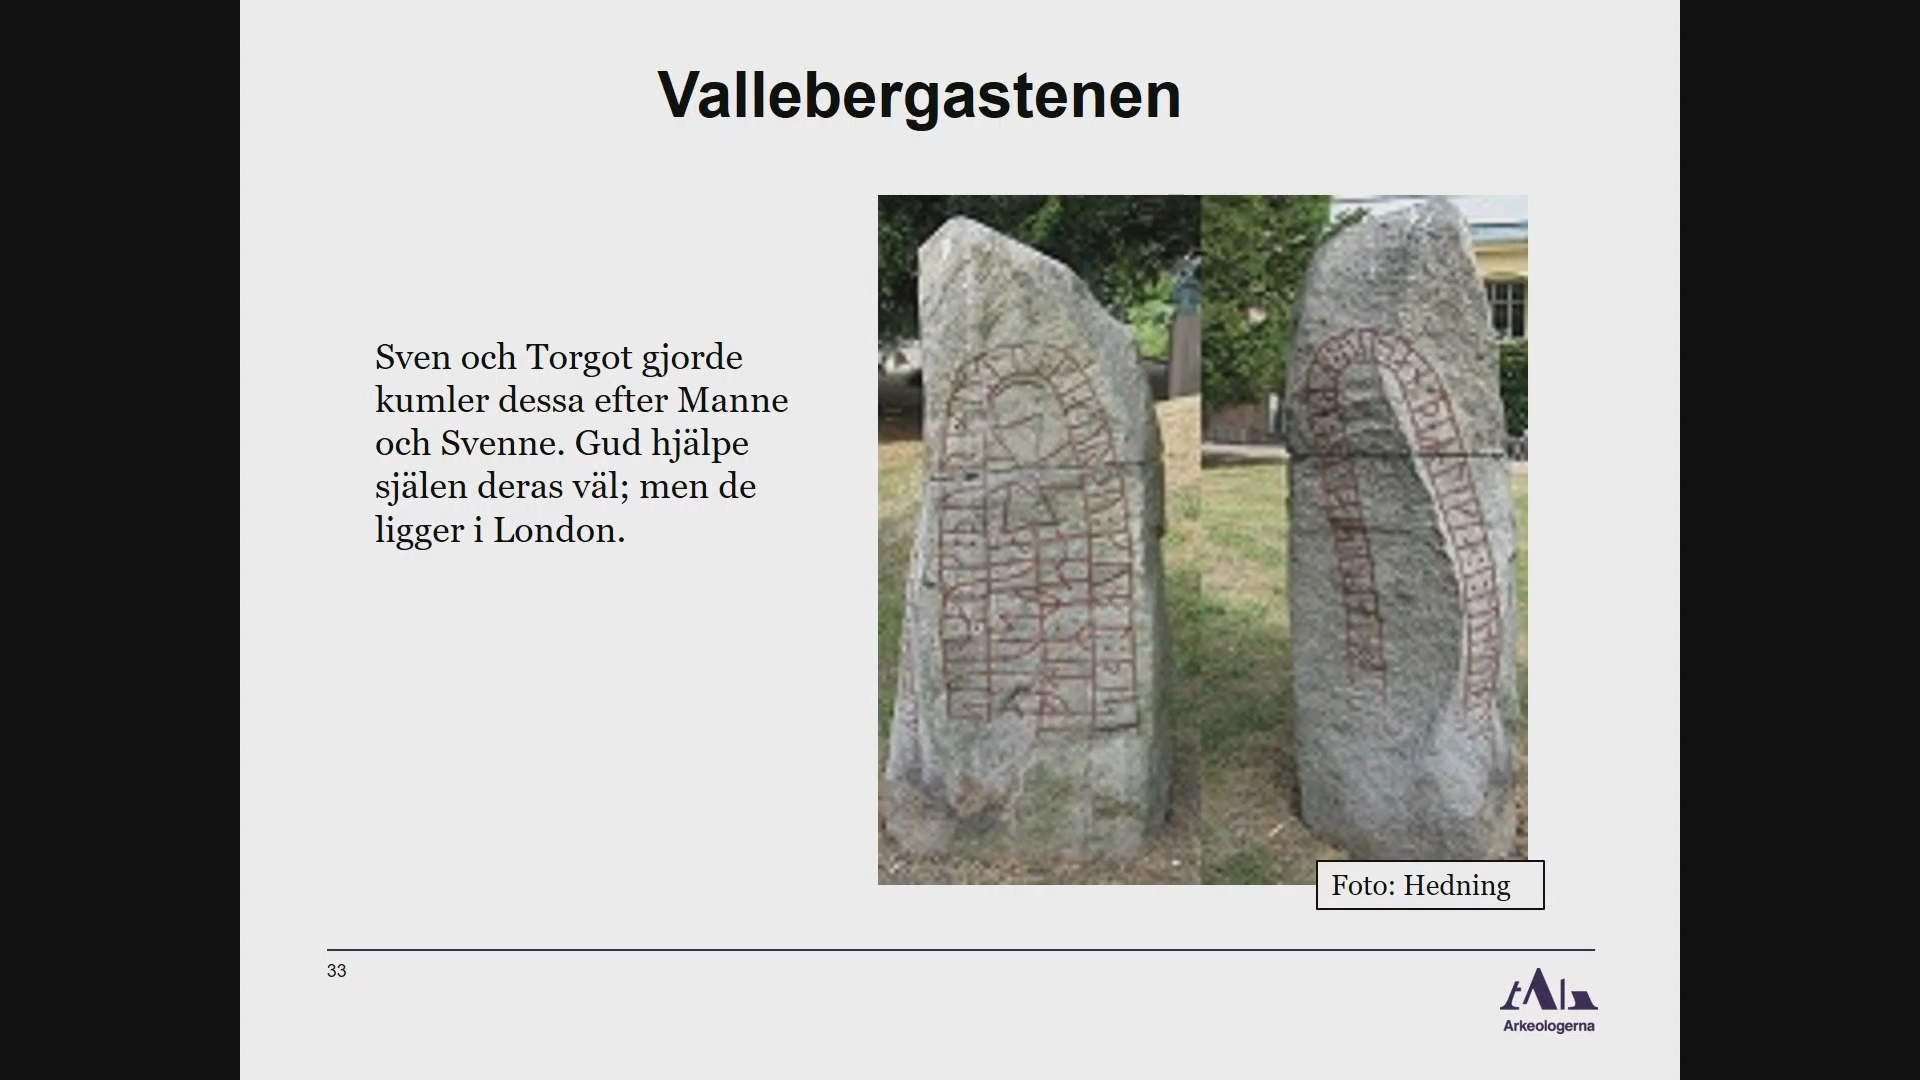 Vallebergastenen
Sven och Torgot gjorde
kumler dessa efter Manne
och Svenne. Gud hjälpe
själen deras väl; men de
ligger i London.
Foto: Hedning
33
Arkeologerna